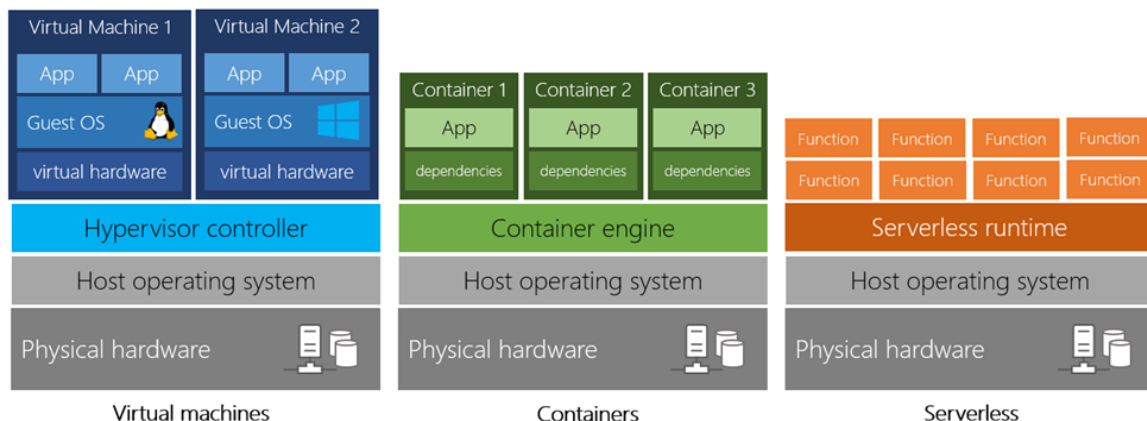 Virtual Machine 1
App App
Guest OS
virtual hardware
Virtual Machine 2
App App
Guest OS
virtual hardware
Hypervisor controller
Host operating system
Physical hardware
Virtual machines
Container 1
App
dependencies
Container 2
App
dependencies
Container 3
App
dependencies
Container engine
Host operating system
Physical hardware
Containers
Function Function Function Function
Function Function Function Function
Serverless runtime
Host operating system
Physical hardware
Serverless